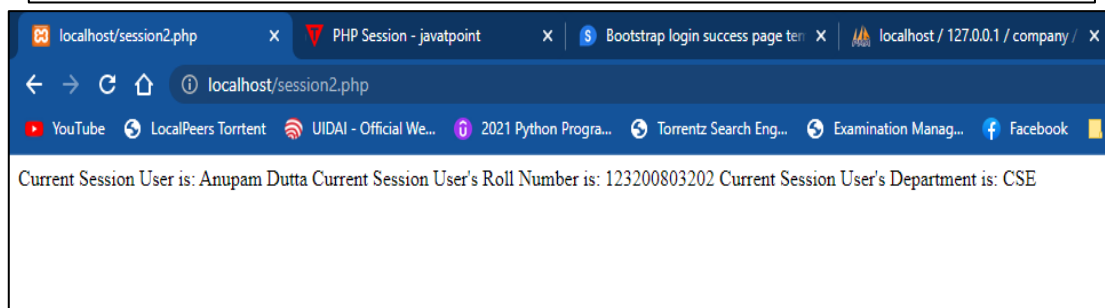 localhost/session2.php PHP Session - javatpoint Bootstrap login success page ten localhost / 127.0.0.1 / company /
localhost/session2.php
YouTube LocalPeers Torrtent UIDAI - Official We... 2021 Python Progra... Torrentz Search Eng... Examination Manag... Facebook
Current Session User is: Anupam Dutta Current Session User's Roll Number is: 123200803202 Current Session User's Department is: CSE